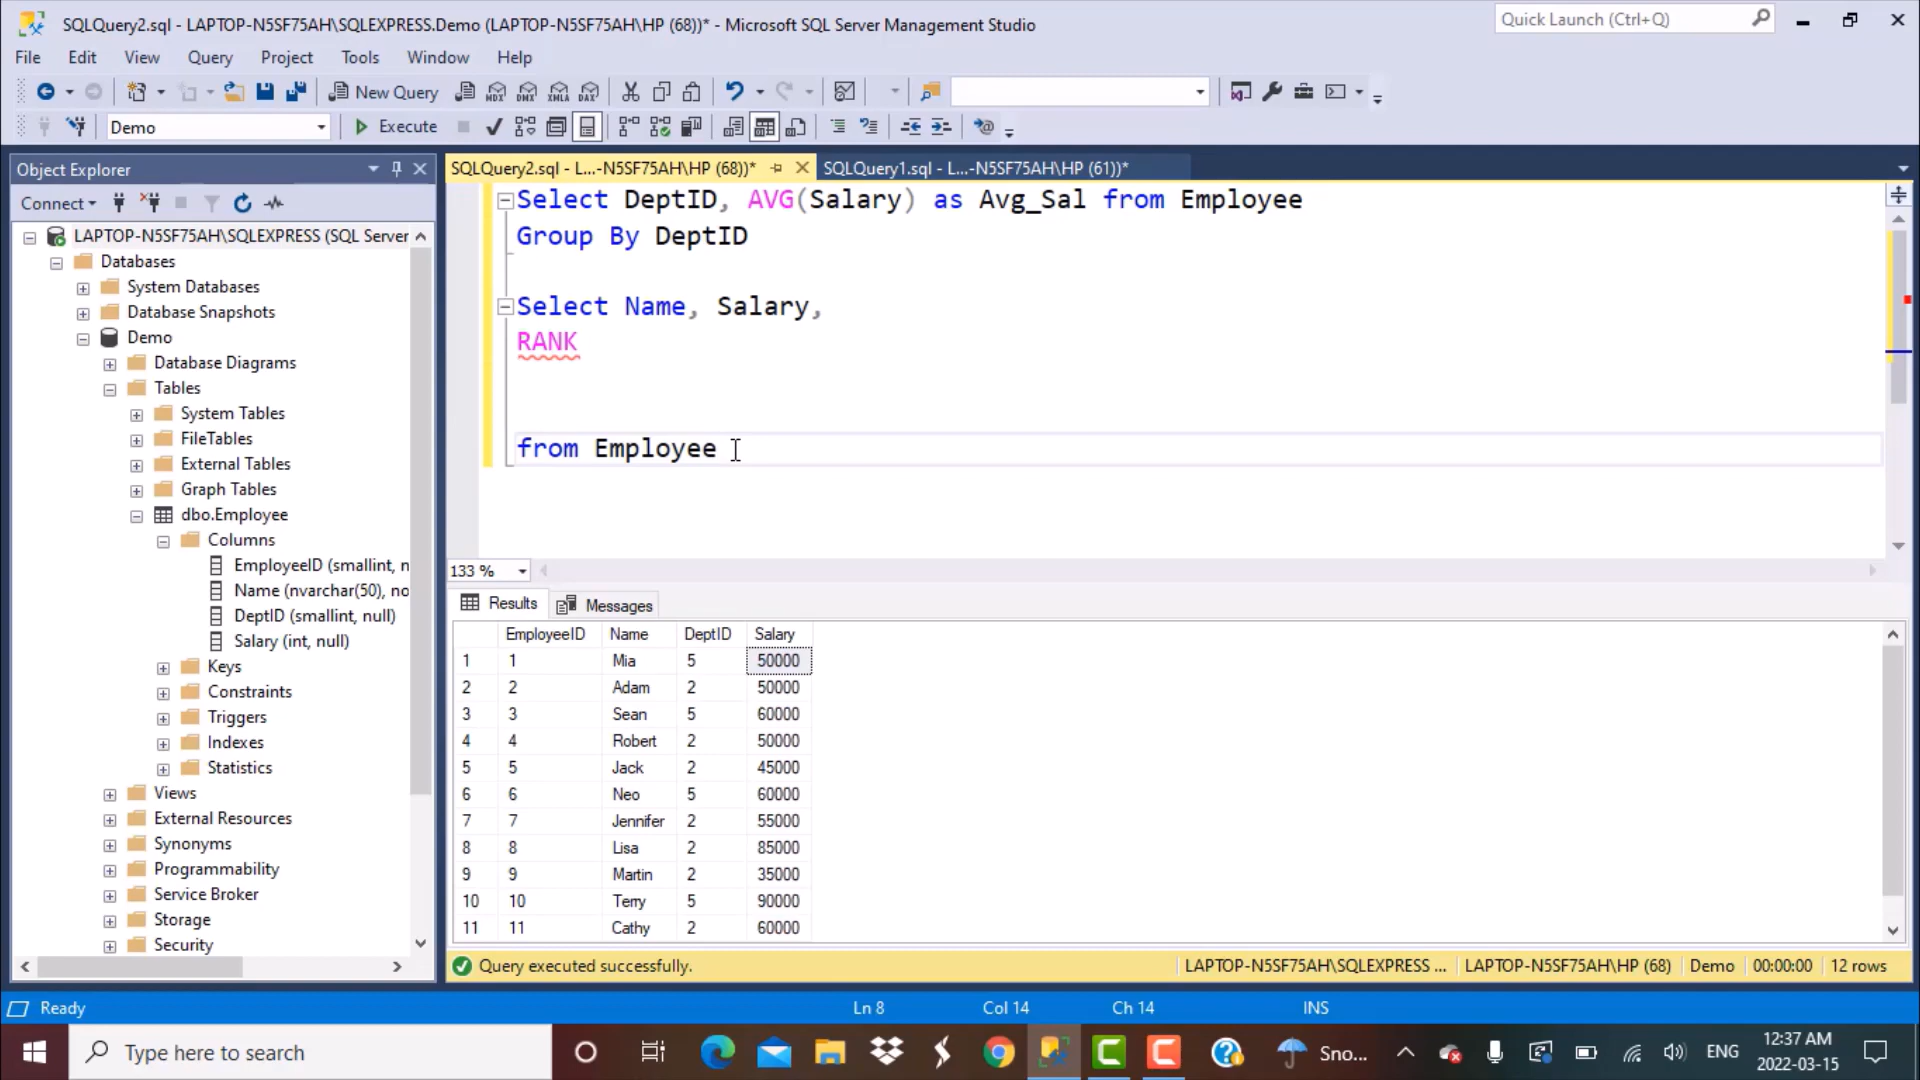 SQLQuery2.sql - LAPTOP-N5SF75AH\SQLEXPRESS.Demo (LAPTOP-N5SF75AH\HP (68))* - Microsoft SQL Server Management Studio
Quick Launch (Ctrl+Q)
File Edit View Query Project Tools Window Help
New Query MDX DMX XMLA DAX
Demo Execute
Object Explorer
SQLQuery2.sql - L...-N5SF75AH\HP (68))* SQLQuery1.sql - L...-N5SF75AH\HP (61))*
Connect
LAPTOP-N5SF75AH\SQLEXPRESS (SQL Server
Databases
System Databases
Database Snapshots
Demo
Database Diagrams
Tables
System Tables
FileTables
External Tables
Graph Tables
dbo.Employee
Columns
EmployeeID (smallint, n
Name (nvarchar(50), no
DeptID (smallint, null)
Salary (int, null)
Keys
Constraints
Triggers
Indexes
Statistics
Views
External Resources
Synonyms
Programmability
Service Broker
Storage
Security
Select DeptID, AVG(Salary) as Avg_Sal from Employee
Group By DeptID
Select Name, Salary,
RANK
from Employee
133 %
Results Messages
EmployeeID Name DeptID Salary
1 1 Mia 5 50000
2 2 Adam 2 50000
3 3 Sean 5 60000
4 4 Robert 2 50000
5 5 Jack 2 45000
6 6 Neo 5 60000
7 7 Jennifer 2 55000
8 8 Lisa 2 85000
9 9 Martin 2 35000
10 10 Terry 5 90000
11 11 Cathy 2 60000
Query executed successfully. LAPTOP-N5SF75AH\SQLEXPRESS ... LAPTOP-N5SF75AH\HP (68) Demo 00:00:00 12 rows
Ready Ln 8 Col 14 Ch 14 INS
Type here to search
Sno... ENG
12:37 AM
2022-03-15